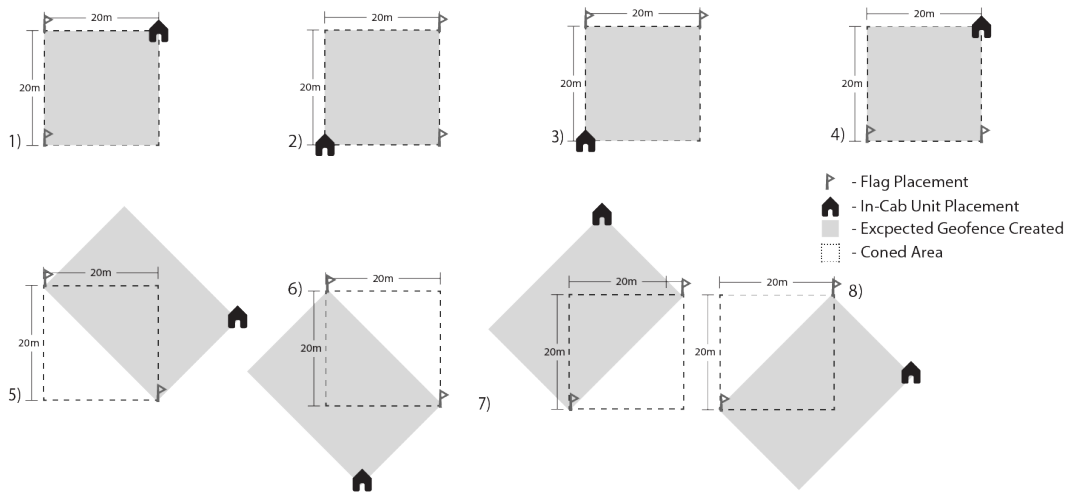 20m
20m
1)
20m
20m
2)
20m
20m
3)
20m
20m
4)
- Flag Placement
- In-Cab Unit Placement
- Excpected Geofence Created
- Coned Area
20m
20m
5)
6)
20m
20m
7)
20m
20m
8)
20m
20m